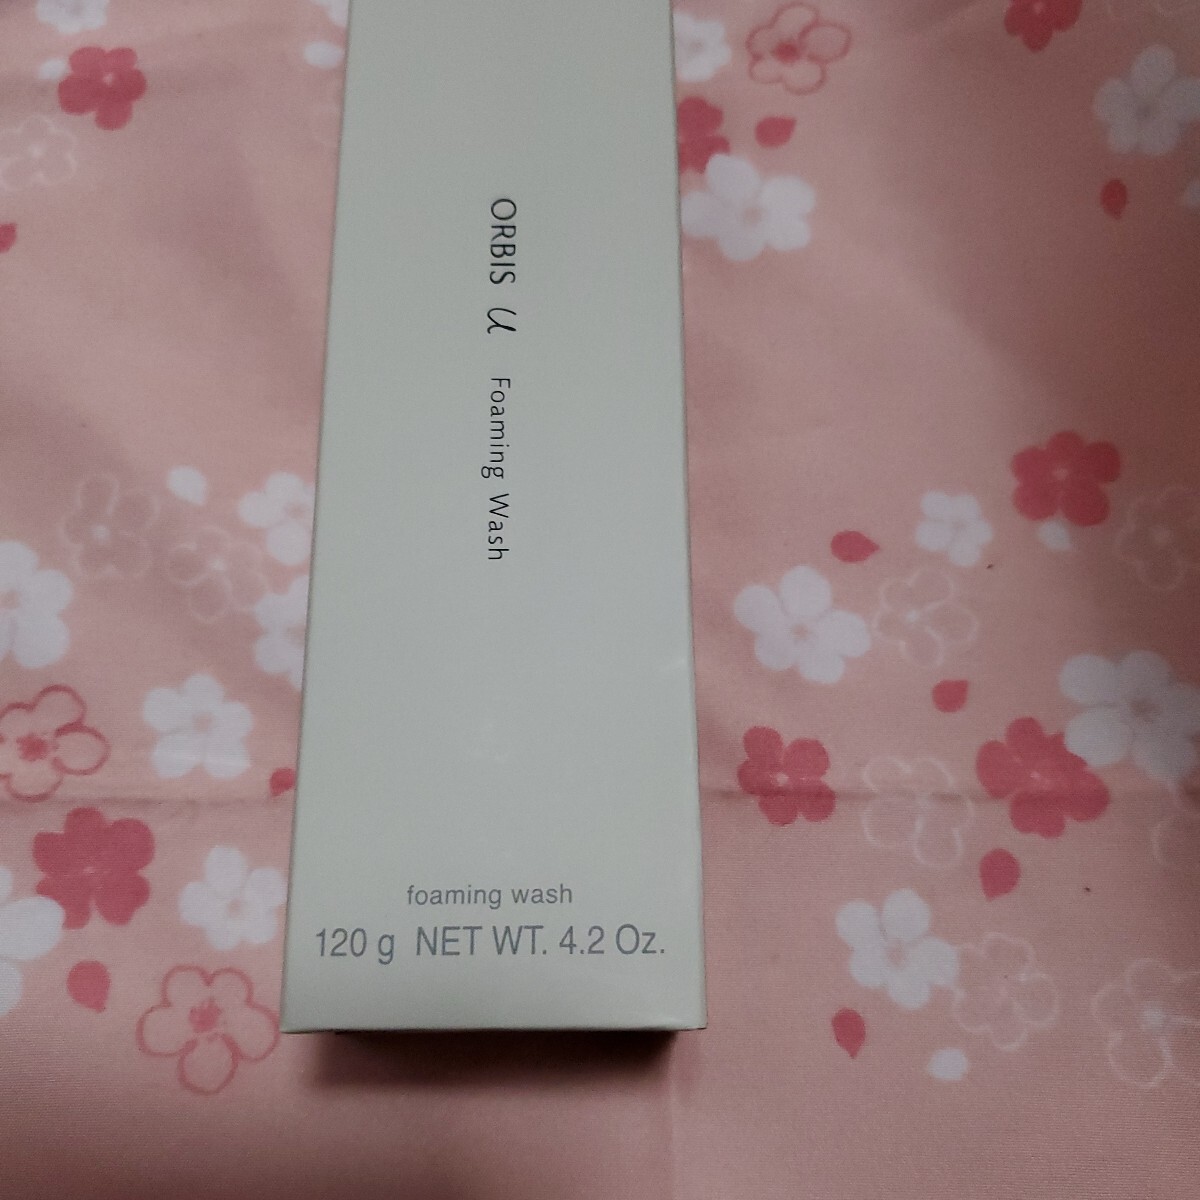 ORBIS u Foaming Wash
foaming wash
120 g NET WT. 4.2 Oz.